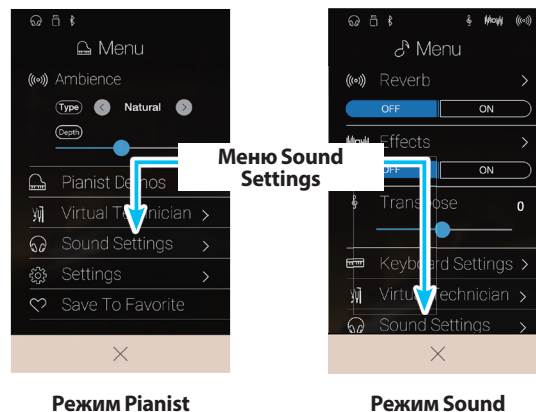 Menu
Ambience
Type Natural
Depth
Pianist Demos
Virtual Technician
Sound Settings
Settings
Save To Favorite
Режим Pianist
Меню Sound
Settings
Menu
Reverb
OFF ON
Effects
OFF ON
Transpose 0
Keyboard Settings
Virtual Technician
Sound Settings
Режим Sound